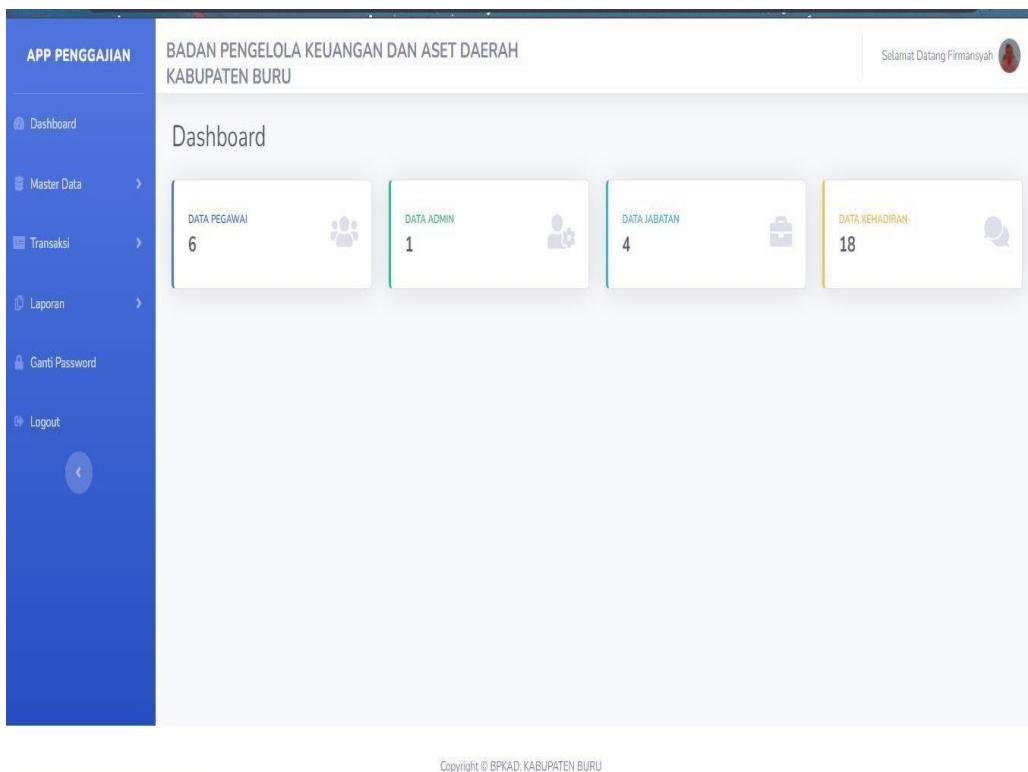 APP PENGGAJIAN
BADAN PENGELOLA KEUANGAN DAN ASET DAERAH
KABUPATEN BURU
Selamat Datang Firmansyah
Dashboard
Master Data
Transaksi
Laporan
Ganti Password
Logout
Dashboard
DATA PEGAWAI
6
DATA ADMIN
1
DATA JABATAN
4
DATA KEHADIRAN
18
Copyright © BPKAD. KABUPATEN BURU